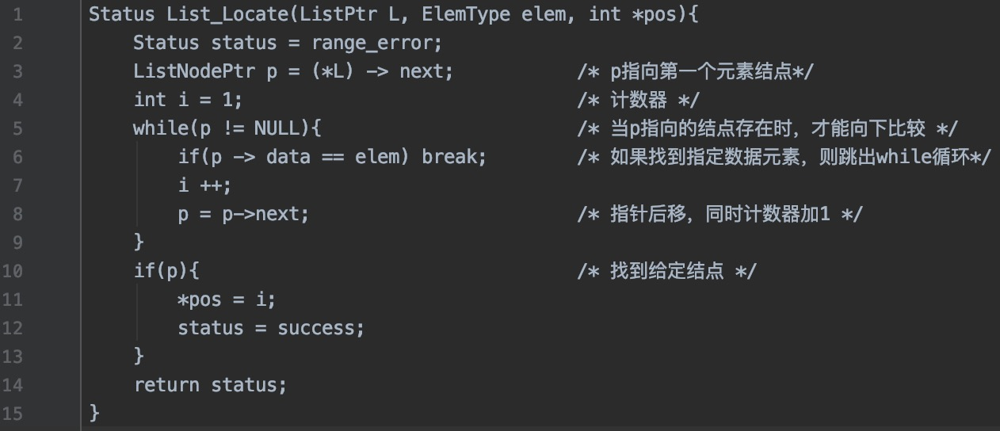 1 Status List_Locate(ListPtr L, ElemType elem, int *pos){
2 Status status = range_error;
3 ListNodePtr p = (*L) -> next; /* p指向第一个元素结点*/
4 int i = 1; /* 计数器 */
5 while(p != NULL){ /* 当p指向的结点存在时，才能向下比较 */
6 if(p -> data == elem) break; /* 如果找到指定数据元素，则跳出while循环*/
7 i ++;
8 p = p->next; /* 指针后移，同时计数器加1 */
9 }
10 if(p){ /* 找到给定结点 */
11 *pos = i;
12 status = success;
13 }
14 return status;
15 }